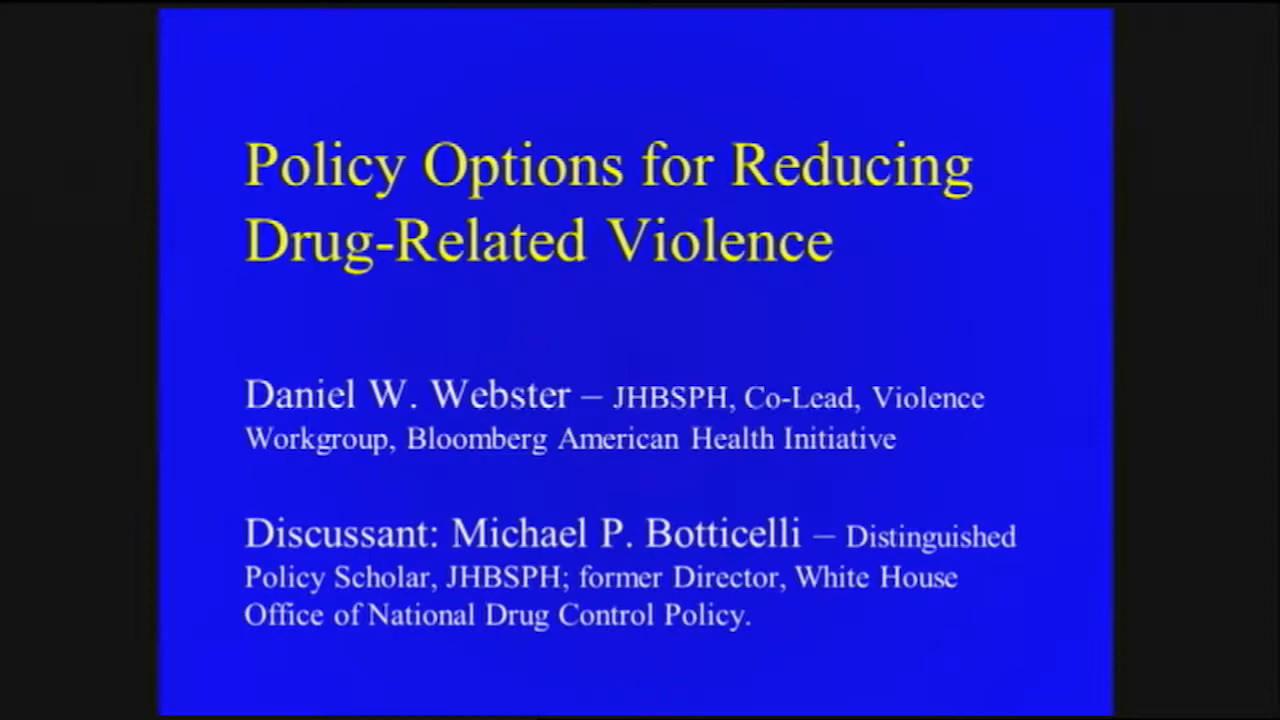 Policy Options for Reducing
Drug-Related Violence
Daniel W. Webster – JHBSPH, Co-Lead, Violence
Workgroup, Bloomberg American Health Initiative
Discussant: Michael P. Botticelli – Distinguished
Policy Scholar, JHBSPH; former Director, White House
Office of National Drug Control Policy.